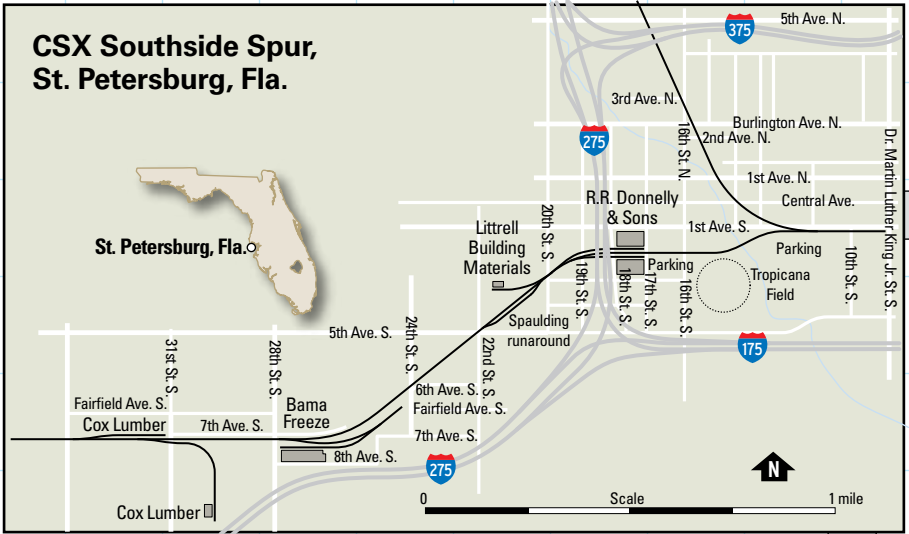 CSX Southside Spur,
St. Petersburg, Fla.
375
5th Ave. N.
3rd Ave. N.
Burlington Ave. N.
275
16th St. N.
2nd Ave. N.
Dr. Martin Luther King Jr. St. S.
1st Ave. N.
Central Ave.
R.R. Donnelly
& Sons
20th St. S.
Littrell
Building
Materials
1st Ave. S.
St. Petersburg, Fla.
Parking
Parking
19th St. S.
18th St. S.
17th St. S.
16th St. S.
Tropicana
Field
10th St. S.
Spaulding
runaround
5th Ave. S.
24th St. S.
22nd St. S.
175
31st St. S.
28th St. S.
6th Ave. S.
Fairfield Ave. S.
Bama
Freeze
Fairfield Ave. S.
Cox Lumber
7th Ave. S.
7th Ave. S.
8th Ave. S.
275
N
Cox Lumber
0
Scale
1 mile